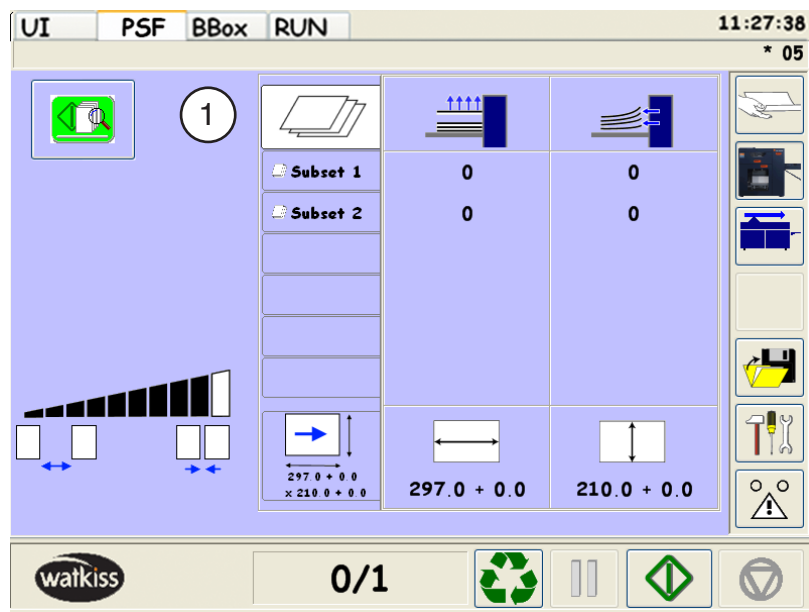 UI PSF BBox RUN 11:27:38
* 05
1
Subset 1 0 0
Subset 2 0 0
297.0 + 0.0
x 210.0 + 0.0
297.0 + 0.0 210.0 + 0.0
watkiss 0/1